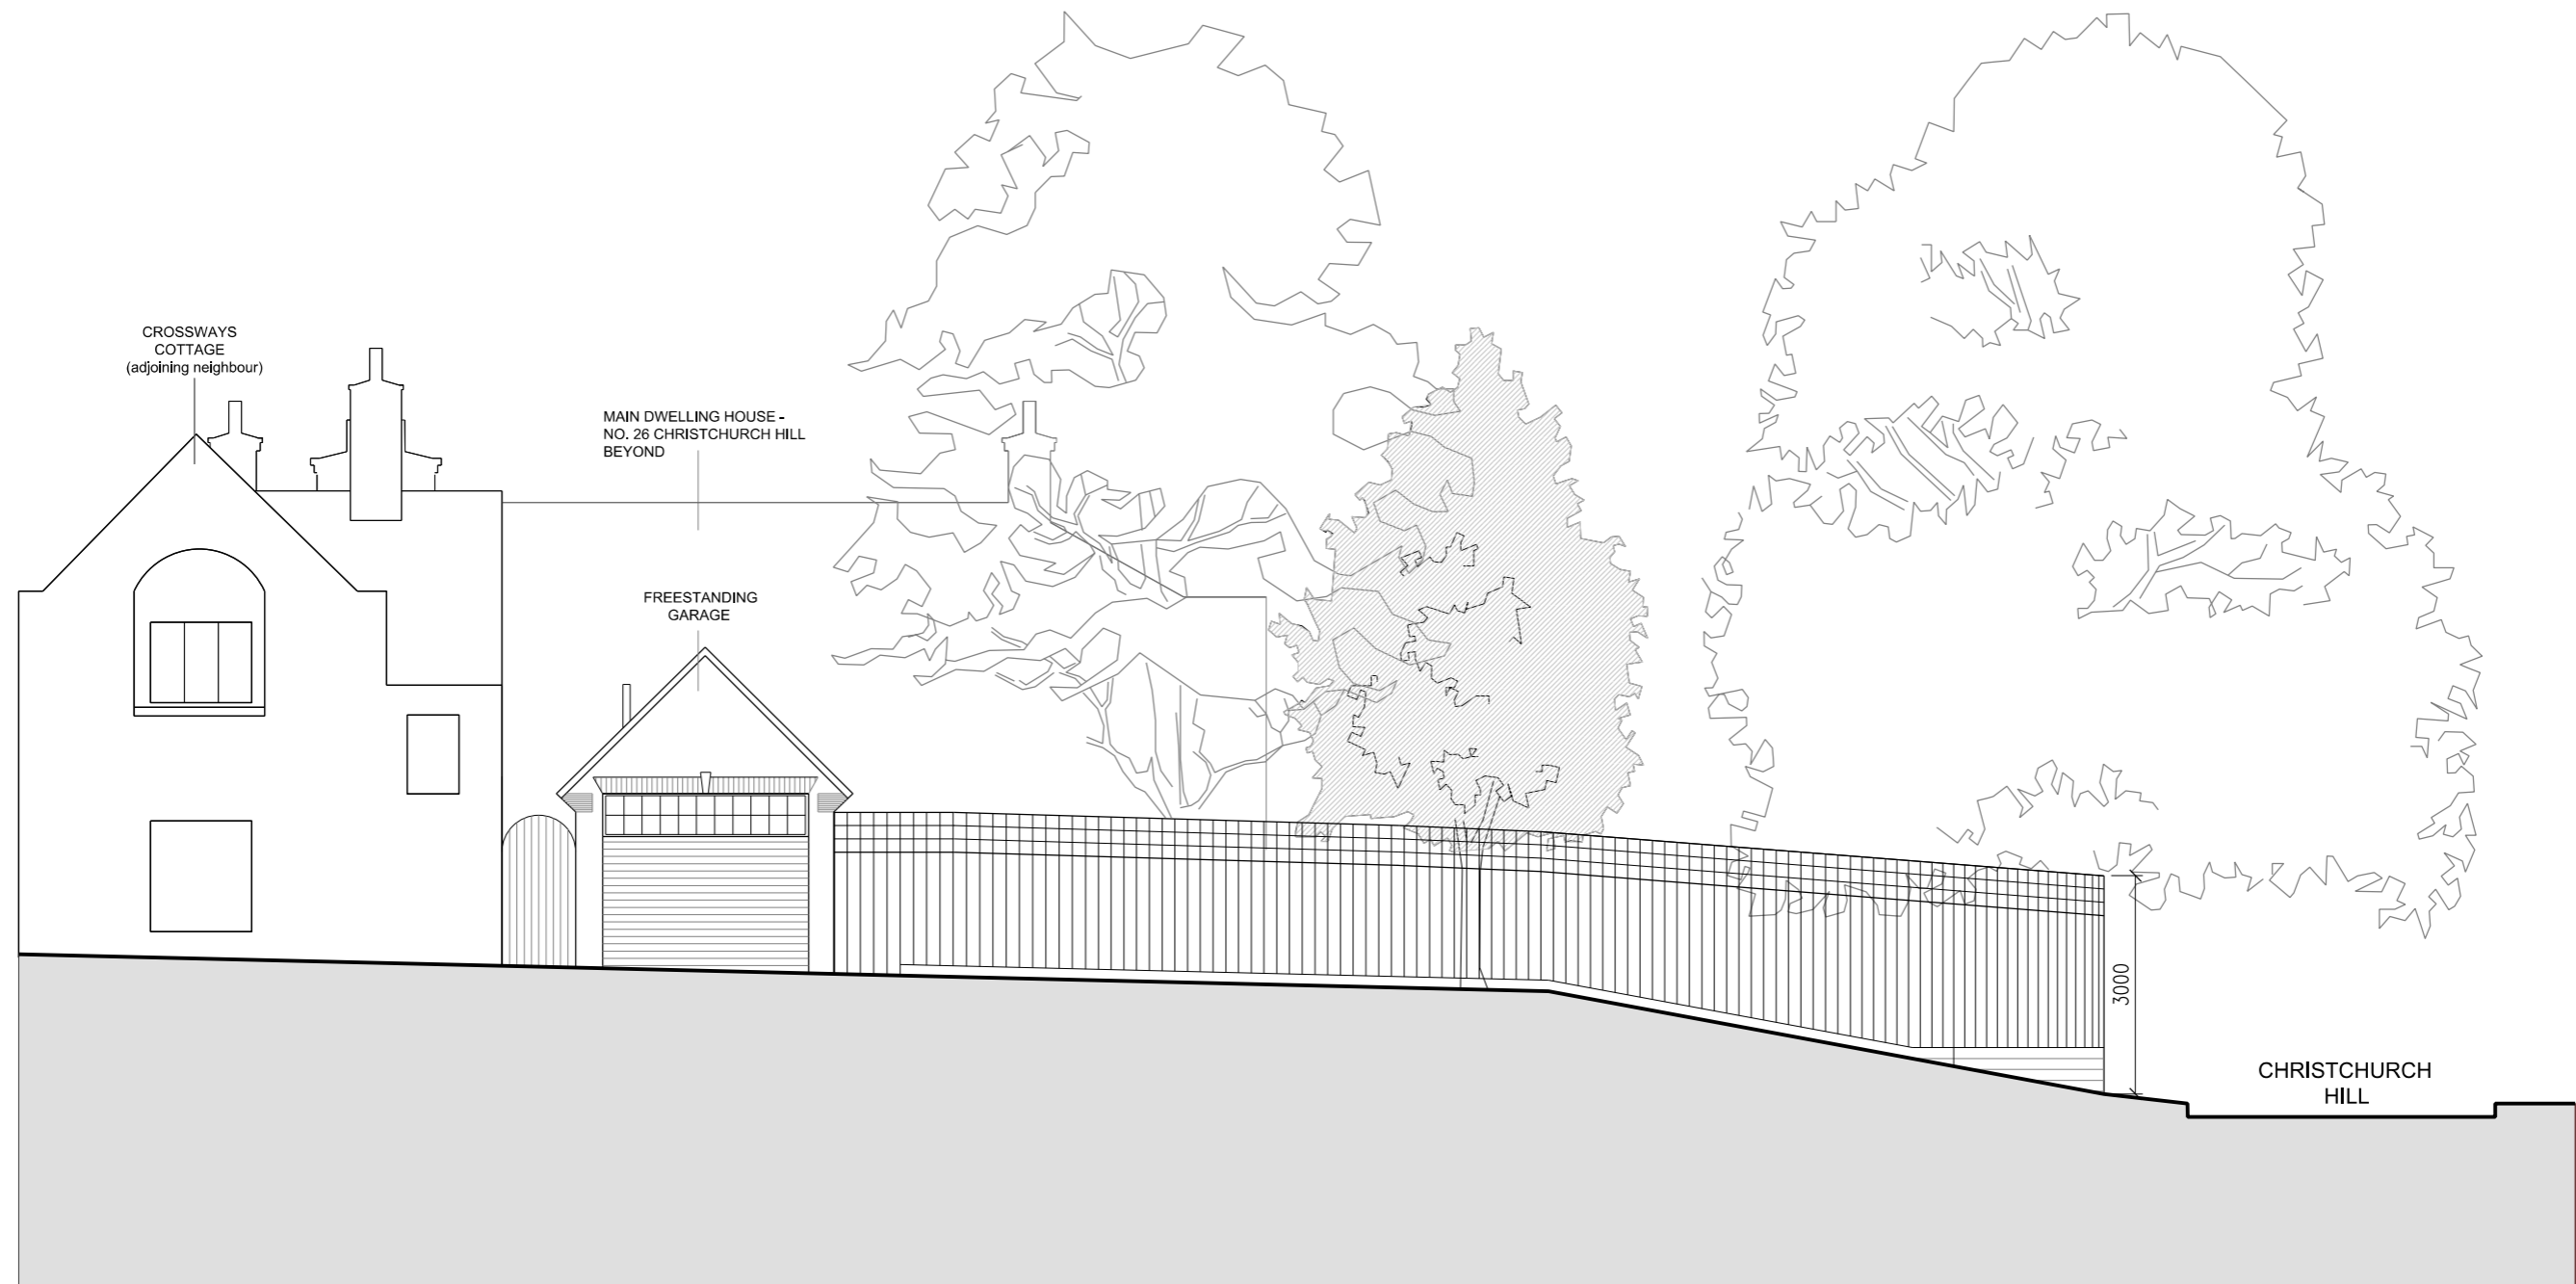 CROSSWAYS
COTTAGE
(adjoining neighbour)
MAIN DWELLING HOUSE -
NO. 26 CHRISTCHURCH HILL
BEYOND
FREESTANDING
GARAGE
3000
CHRISTCHURCH
HILL